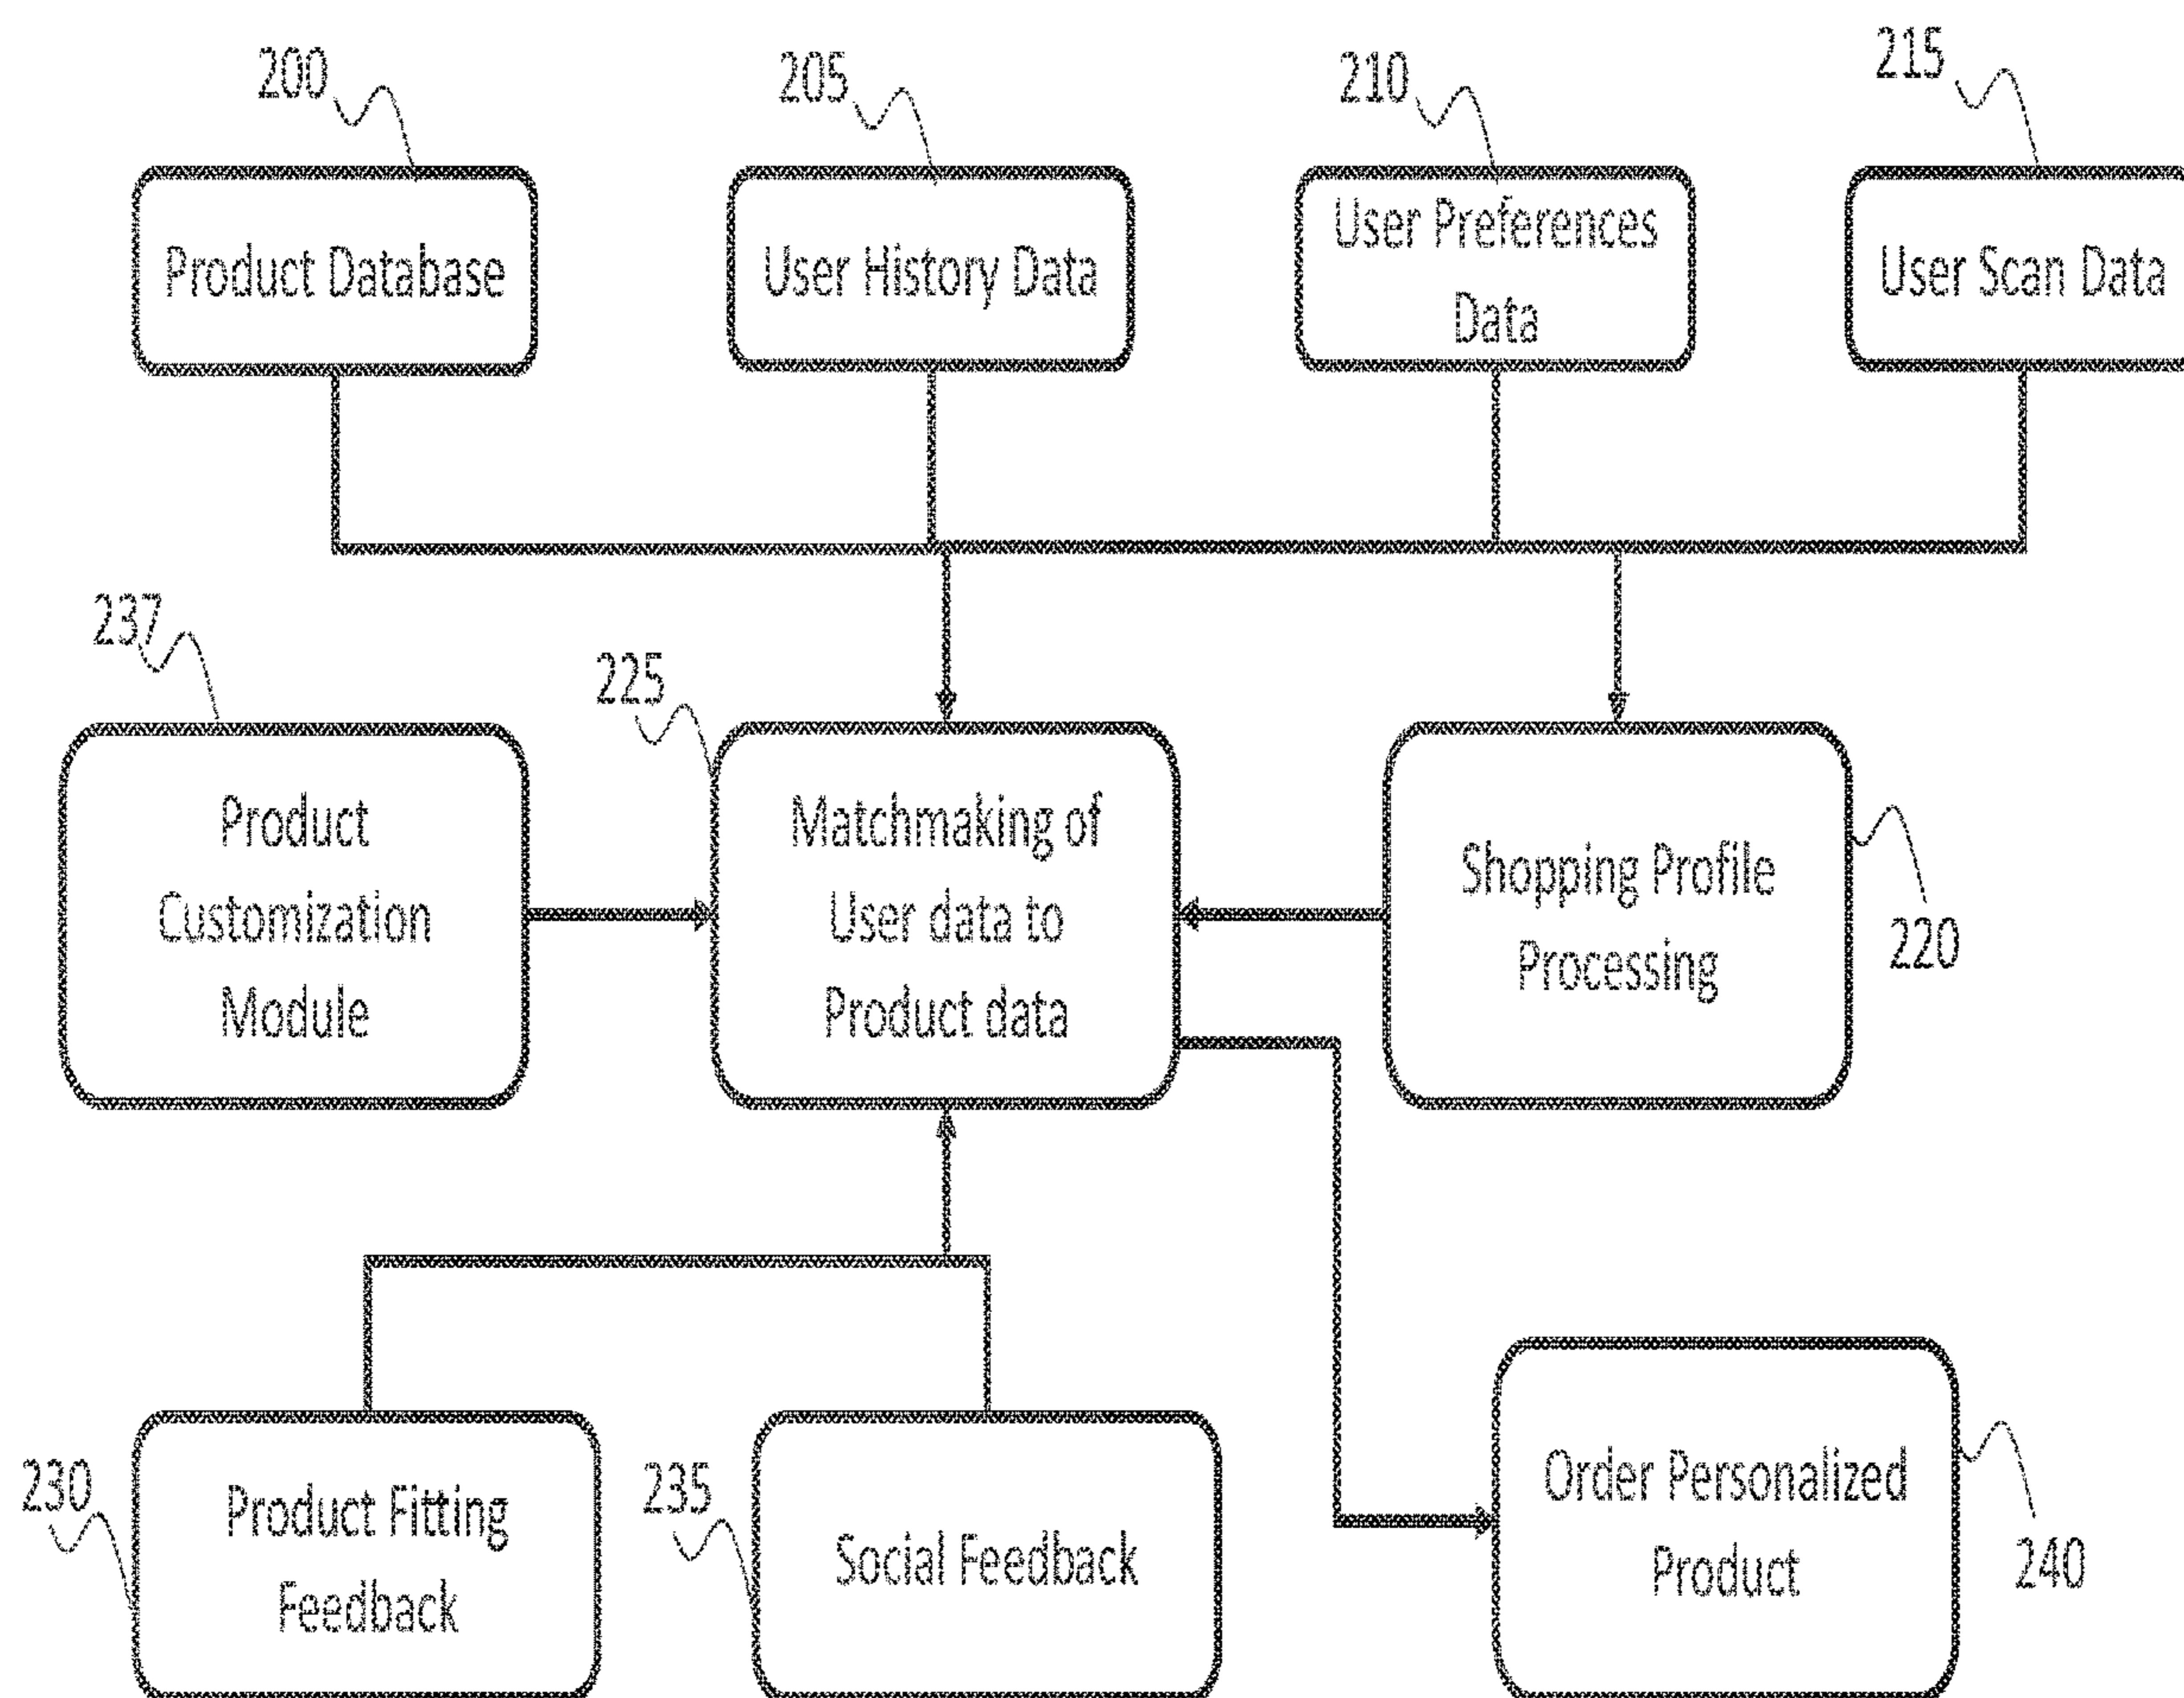 200
205
210
215
Product Database
User History Data
User Preferences
Data
User Scan Data
237
225
Product
Customization
Module
Matchmaking of
User data to
Product data
Shopping Profile
Processing
220
230
Product Fitting
Feedback
235
Social Feedback
Order Personalized
Product
240